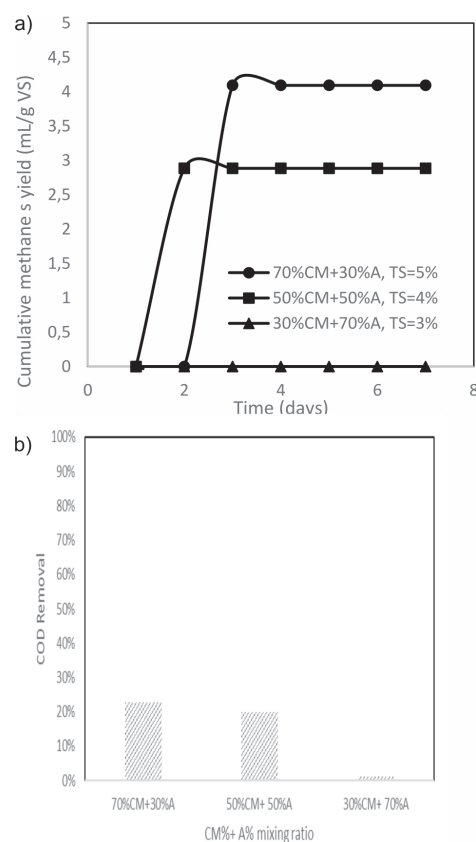 a)
Cumulative methane s yield (mL/g VS)
5
4,5
4
3,5
3
2,5
2
1,5
1
0,5
0
70%CM+30%A, TS=5%
50%CM+50%A, TS=4%
30%CM+70%A, TS=3%
0 2 4 6 8
Time (days)
b)
COD Removal
100%
90%
80%
70%
60%
50%
40%
30%
20%
10%
0%
70%CM+30%A 50%CM+ 50%A 30%CM+ 70%A
CM%+ A% mixing ratio